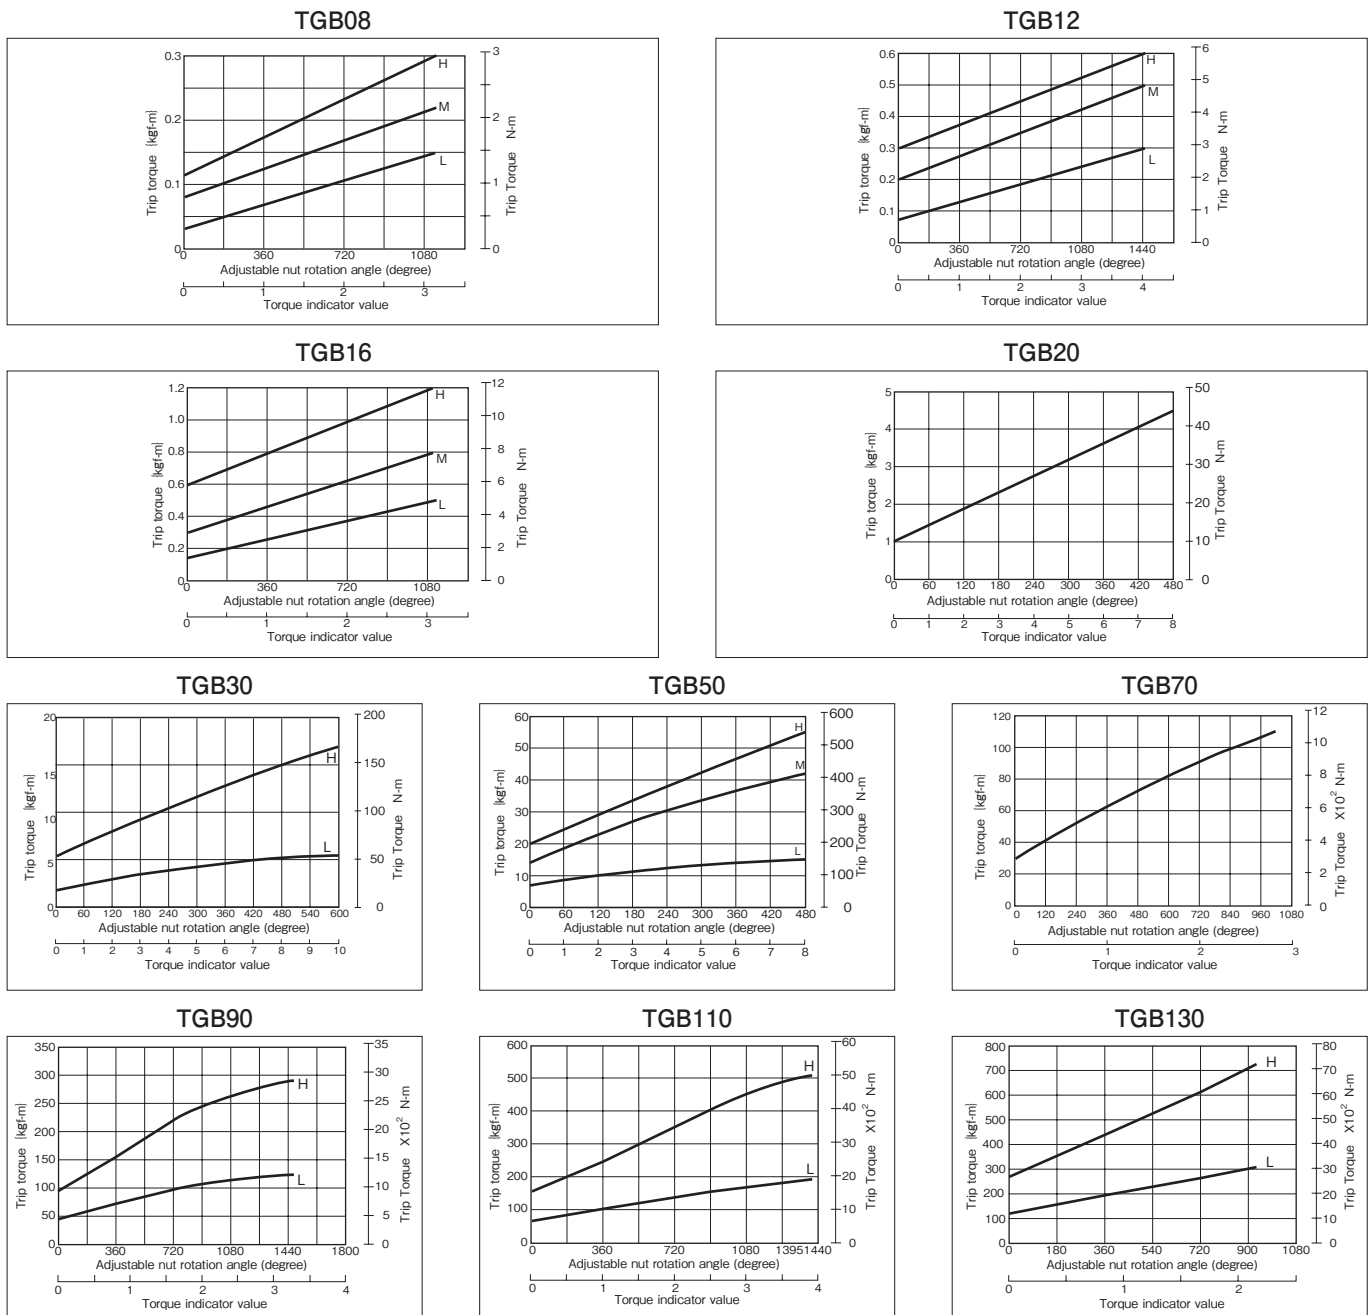 TGB08
0.3
0.2
0.1
0
Trip torque {kgf-m}
H
M
L
3
2
1
0
Trip Torque N-m
0 360 720 1080
Adjustable nut rotation angle (degree)
0 1 2 3
Torque indicator value
TGB12
0.6
0.5
0.4
0.3
0.2
0.1
0
Trip torque {kgf-m}
H
M
L
6
5
4
3
2
1
0
Trip Torque N-m
0 360 720 1080 1440
Adjustable nut rotation angle (degree)
0 1 2 3 4
Torque indicator value
TGB16
1.2
1.0
0.8
0.6
0.4
0.2
0
Trip torque {kgf-m}
H
M
L
12
10
8
6
4
2
0
Trip Torque N-m
0 360 720 1080
Adjustable nut rotation angle (degree)
0 1 2 3
Torque indicator value
TGB20
5
4
3
2
1
0
Trip torque {kgf-m}
50
40
30
20
10
0
Trip Torque N-m
0 60 120 180 240 300 360 420 480
Adjustable nut rotation angle (degree)
0 1 2 3 4 5 6 7 8
Torque indicator value
TGB30
20
15
10
5
0
Trip torque {kgf-m}
H
L
200
150
100
50
0
Trip Torque N-m
0 60 120 180 240 300 360 420 480 540 600
Adjustable nut rotation angle (degree)
0 1 2 3 4 5 6 7 8 9 10
Torque indicator value
TGB50
60
50
40
30
20
10
0
Trip torque {kgf-m}
H
M
L
600
500
400
300
200
100
0
Trip Torque N-m
0 60 120 180 240 300 360 420 480
Adjustable nut rotation angle (degree)
0 1 2 3 4 5 6 7 8
Torque indicator value
TGB70
120
100
80
60
40
20
0
Trip torque {kgf-m}
12
10
8
6
4
2
0
Trip Torque X10² N-m
0 120 240 360 480 600 720 840 960 1080
Adjustable nut rotation angle (degree)
0 1 2 3
Torque indicator value
TGB90
350
300
250
200
150
100
50
0
Trip torque {kgf-m}
H
L
35
30
25
20
15
10
5
0
Trip Torque X10² N-m
0 360 720 1080 1440 1800
Adjustable nut rotation angle (degree)
0 1 2 3 4
Torque indicator value
TGB110
600
500
400
300
200
100
0
Trip torque {kgf-m}
H
L
60
50
40
30
20
10
0
Trip Torque X10² N-m
0 360 720 1080 1395 1440
Adjustable nut rotation angle (degree)
0 1 2 3 4
Torque indicator value
TGB130
800
700
600
500
400
300
200
100
0
Trip torque {kgf-m}
H
L
80
70
60
50
40
30
20
10
0
Trip Torque X10² N-m
0 180 360 540 720 900 1080
Adjustable nut rotation angle (degree)
0 1 2
Torque indicator value